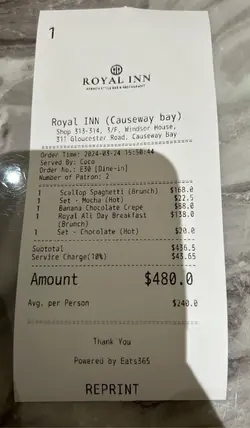 1
ROYAL INN
Royal INN (Causeway bay)
Shop 313-314, 3/F, Windsor House,
311 Gloucester Road, Causeway Bay
Order Time: 2024-03-24 15:50:44
Served By: Coco
Order No.: E30 [Dine-in]
Number of Patron: 2
1 Scallop Spaghetti (Brunch) $168.0
1 Set - Mocha (Hot) $22.5
1 Banana Chocolate Crepe $88.0
1 Royal All Day Breakfast $138.0
(Brunch)
1 Set - Chocolate (Hot) $20.0
Subtotal $436.5
Service Charge(10%) $43.65
Amount $480.0
Avg. per Person $240.0
Thank You
Powered by Eats365
REPRINT